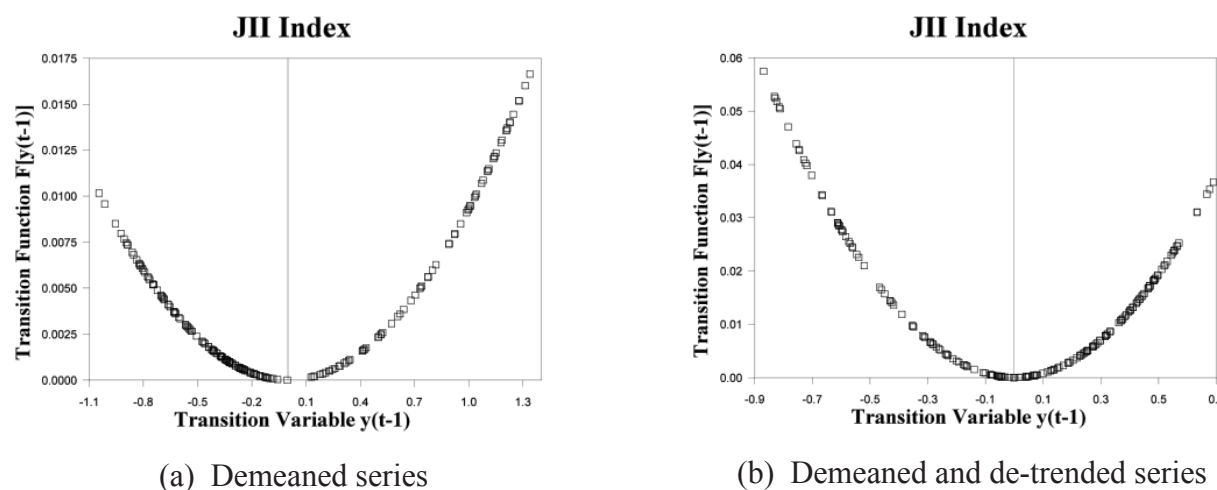 JII Index
0.0175
0.0150
0.0125
0.0100
0.0075
0.0050
0.0025
0.0000
Transition Function F[y(t-1)]
-1.1 -0.8 -0.5 -0.2 0.1 0.4 0.7 1.0 1.3
Transition Variable y(t-1)
(a) Demeaned series
JII Index
0.06
0.05
0.04
0.03
0.02
0.01
0.00
Transition Function F[y(t-1)]
-0.9 -0.7 -0.5 -0.3 -0.1 0.1 0.3 0.5
Transition Variable y(t-1)
(b) Demeaned and de-trended series